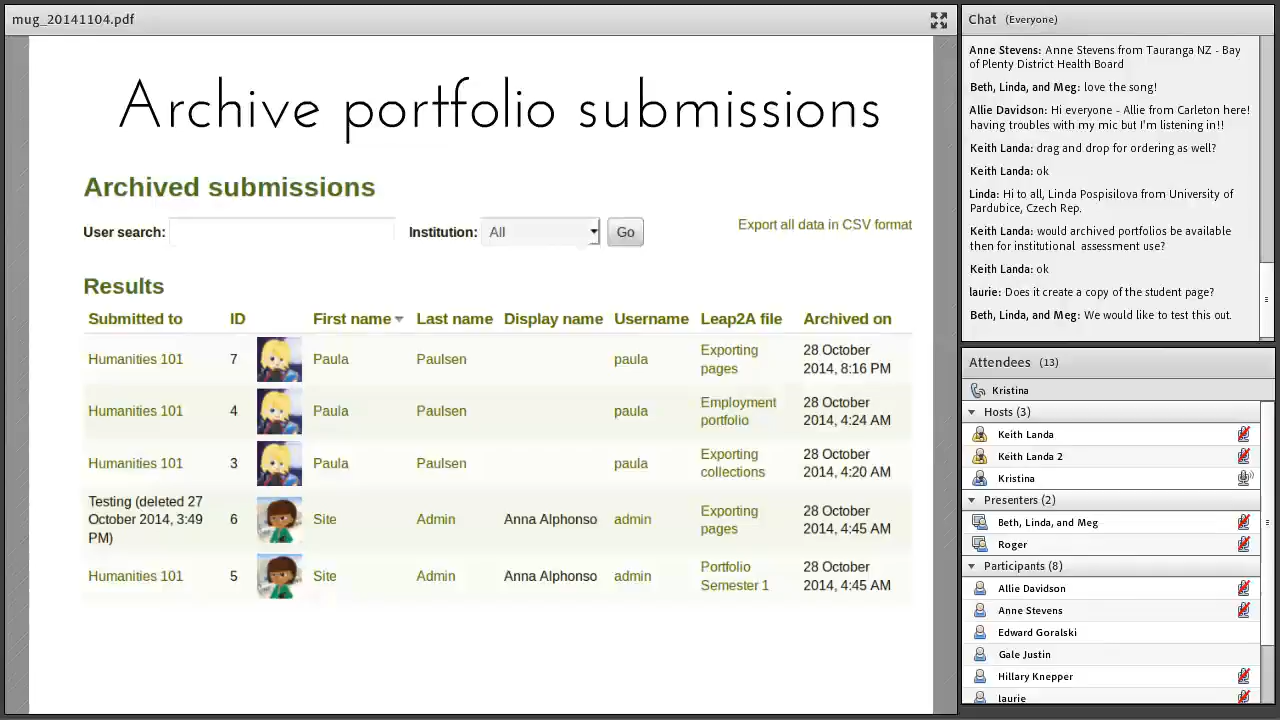 mug_20141104.pdf
Archive portfolio submissions
Archived submissions
User search:
Institution: All Go
Export all data in CSV format
Results
Submitted to ID First name Last name Display name Username Leap2A file Archived on
Humanities 101 7 Paula Paulsen paula Exporting pages 28 October 2014, 8:16 PM
Humanities 101 4 Paula Paulsen paula Employment portfolio 28 October 2014, 4:24 AM
Humanities 101 3 Paula Paulsen paula Exporting collections 28 October 2014, 4:20 AM
Testing (deleted 27 October 2014, 3:49 PM) 6 Site Admin Anna Alphonso admin Exporting pages 28 October 2014, 4:45 AM
Humanities 101 5 Site Admin Anna Alphonso admin Portfolio Semester 1 28 October 2014, 4:45 AM
Chat (Everyone)
Anne Stevens: Anne Stevens from Tauranga NZ - Bay
of Plenty District Health Board
Beth, Linda, and Meg: love the song!
Allie Davidson: Hi everyone - Allie from Carleton here!
having troubles with my mic but I'm listening in!!
Keith Landa: drag and drop for ordering as well?
Keith Landa: ok
Linda: Hi to all, Linda Pospisilova from University of
Pardubice, Czech Rep.
Keith Landa: would archived portfolios be available
then for institutional assessment use?
Keith Landa: ok
laurie: Does it create a copy of the student page?
Beth, Linda, and Meg: We would like to test this out.
Attendees (13)
Kristina
Hosts (3)
Keith Landa
Keith Landa 2
Kristina
Presenters (2)
Beth, Linda, and Meg
Roger
Participants (8)
Allie Davidson
Anne Stevens
Edward Goralski
Gale Justin
Hillary Knepper
laurie